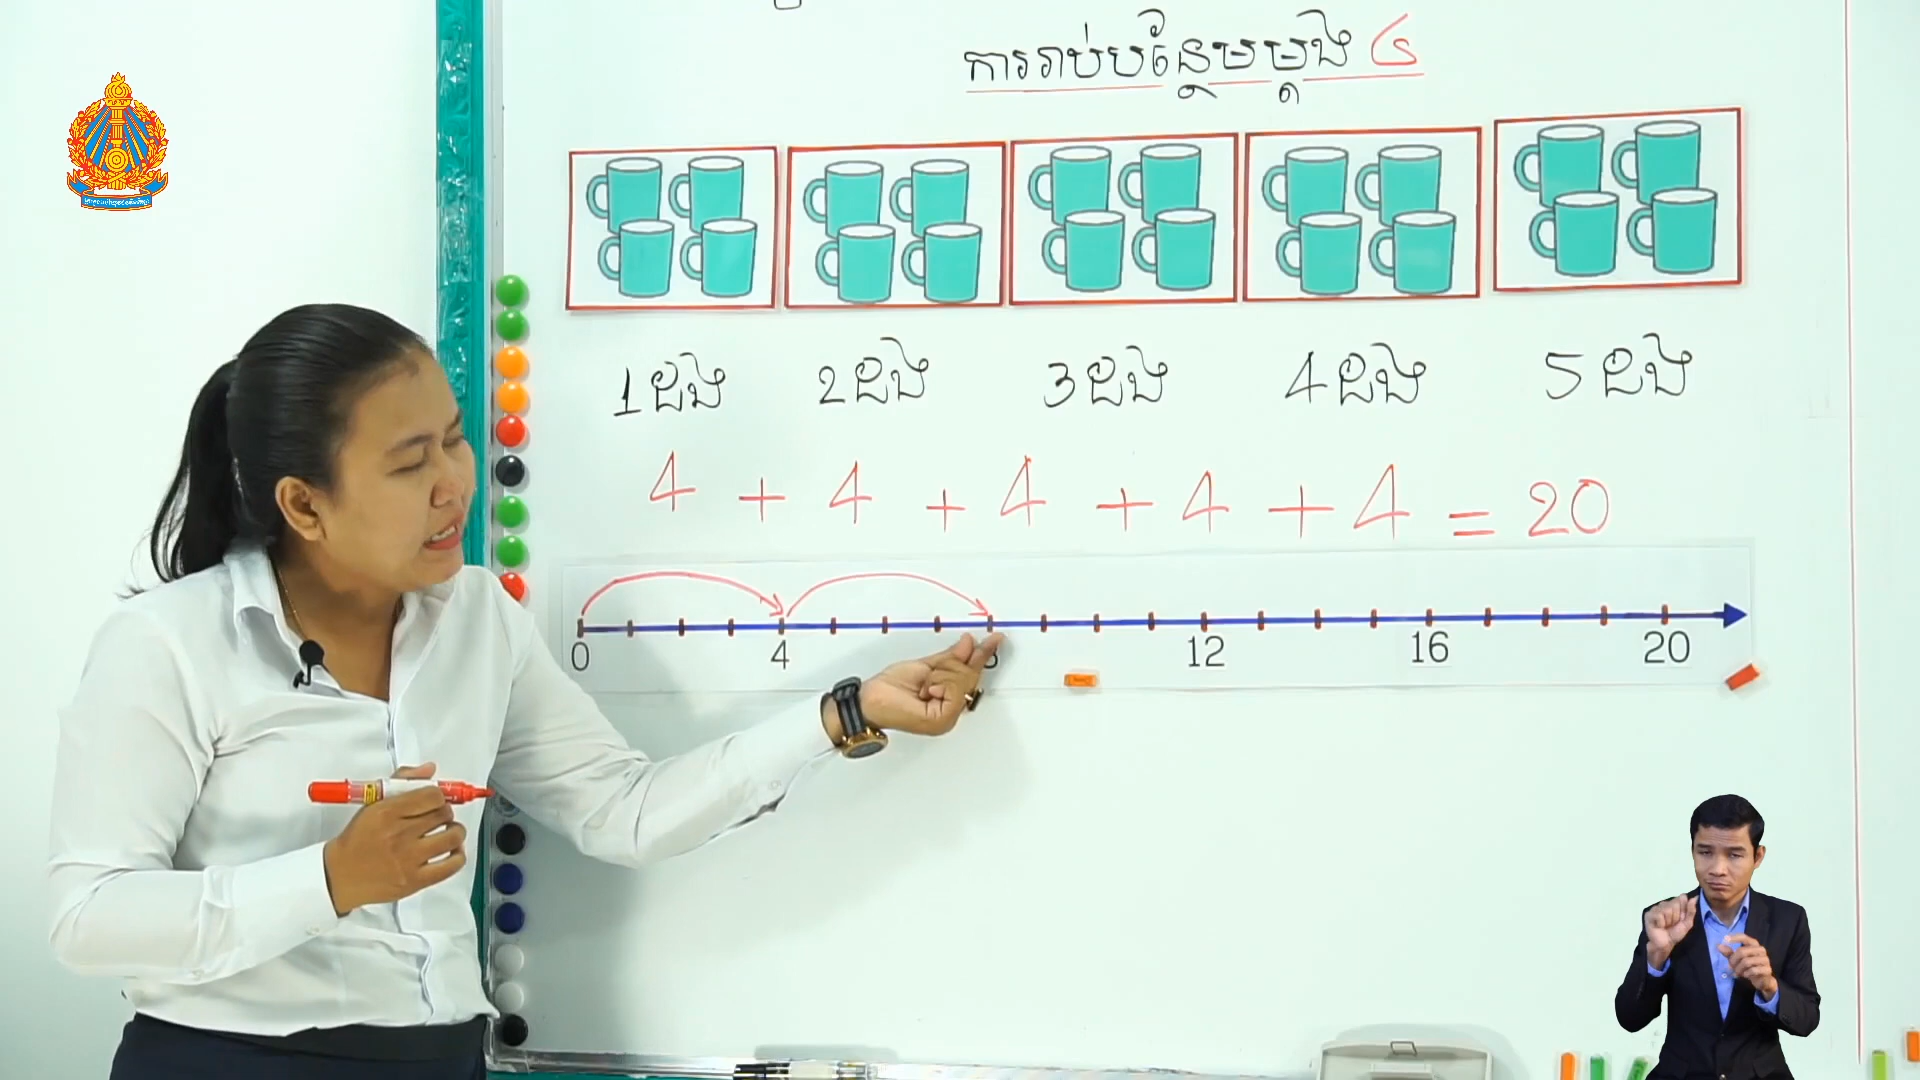 ការរាប់បន្ថែមម្តង ៤
1ដង 2ដង 3ដង 4ដង 5ដង
4 + 4 + 4 + 4 + 4 = 20
0 4 8 12 16 20